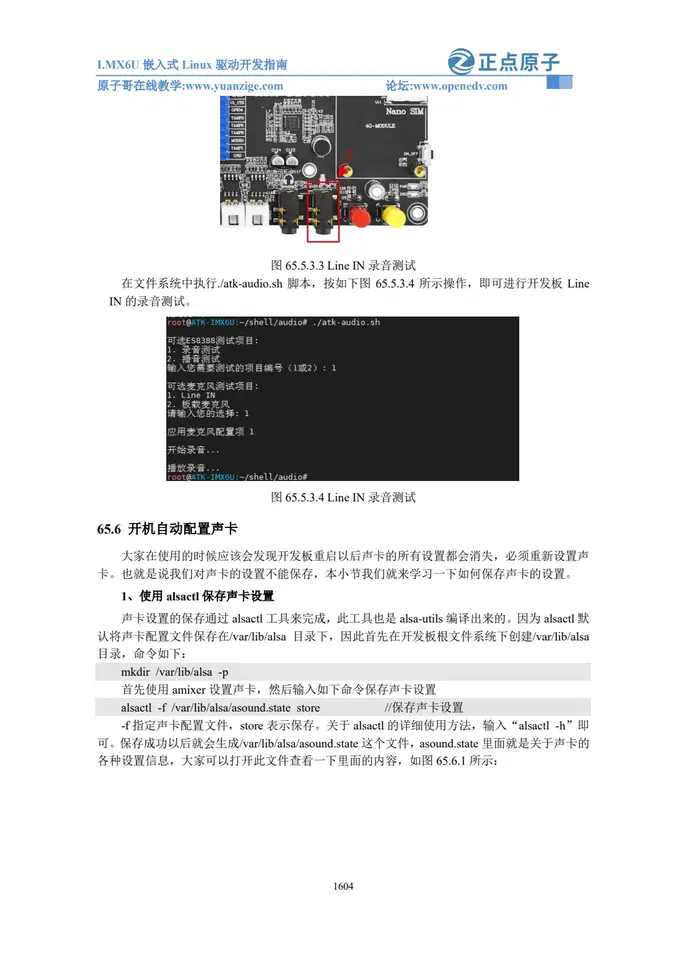 I.MX6U 嵌入式 Linux 驱动开发指南
正点原子
原子哥在线教学:www.yuanzige.com 论坛:www.openedv.com
Nano SIM
4G-MODULE
图 65.5.3.3 Line IN 录音测试
在文件系统中执行./atk-audio.sh 脚本，按如下图 65.5.3.4 所示操作，即可进行开发板 Line
IN 的录音测试。
root@ATK-IMX6U:~/shell/audio# ./atk-audio.sh
可选ES8388测试项目:
1. 录音测试
2. 播音测试
输入您需要测试的项目编号（1或2）: 1
可选麦克风测试项目:
1. Line IN
2. 板载麦克风
请输入您的选择: 1
应用麦克风配置项 1
开始录音...
播放录音...
root@ATK-IMX6U:~/shell/audio#
图 65.5.3.4 Line IN 录音测试
65.6 开机自动配置声卡
大家在使用的时候应该会发现开发板重启以后声卡的所有设置都会消失，必须重新设置声
卡。也就是说我们对声卡的设置不能保存，本小节我们就来学习一下如何保存声卡的设置。
1、使用 alsactl 保存声卡设置
声卡设置的保存通过 alsactl 工具来完成，此工具也是 alsa-utils 编译出来的。因为 alsactl 默
认将声卡配置文件保存在/var/lib/alsa 目录下，因此首先在开发板根文件系统下创建/var/lib/alsa
目录，命令如下：
mkdir /var/lib/alsa -p
首先使用 amixer 设置声卡，然后输入如下命令保存声卡设置
alsactl -f /var/lib/alsa/asound.state store //保存声卡设置
-f 指定声卡配置文件，store 表示保存。关于 alsactl 的详细使用方法，输入“alsactl -h”即
可。保存成功以后就会生成/var/lib/alsa/asound.state 这个文件，asound.state 里面就是关于声卡的
各种设置信息，大家可以打开此文件查看一下里面的内容，如图 65.6.1 所示：
1604